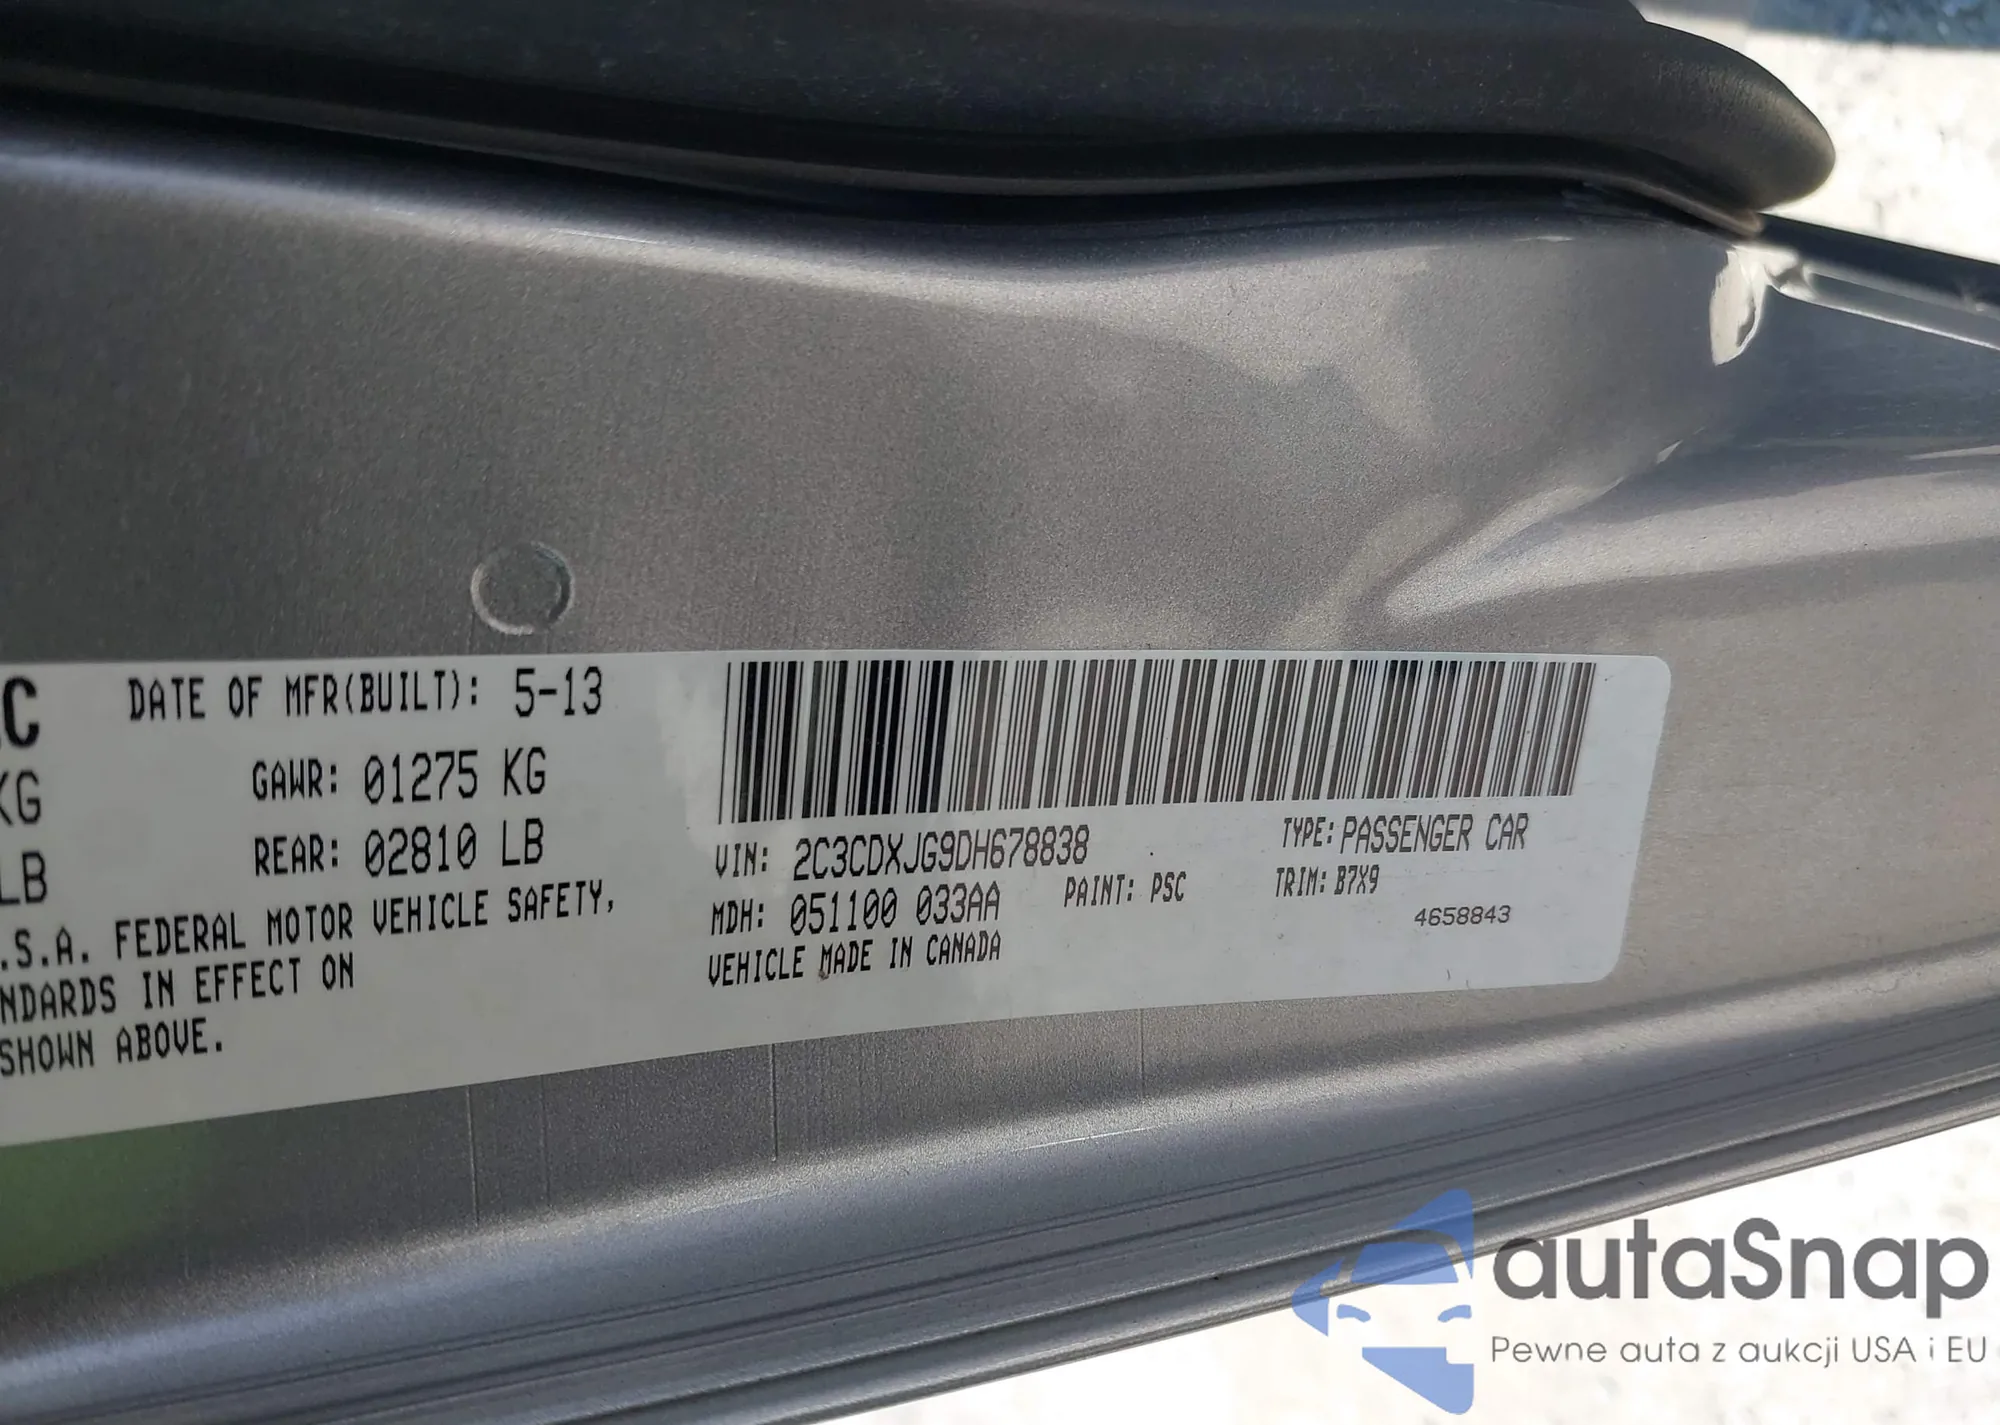 C DATE OF MFR(BUILT): 5-13
KG GAWR: 01275 KG
LB REAR: 02810 LB
.S.A. FEDERAL MOTOR VEHICLE SAFETY,
NDARDS IN EFFECT ON
SHOWN ABOVE.
VIN: 2C3CDXJG9DH678838 TYPE: PASSENGER CAR
MDH: 051100 033AA PAINT: PSC TRIM: B7X9
VEHICLE MADE IN CANADA 4658843
autaSnap
Pewne auta z aukcji USA i EU